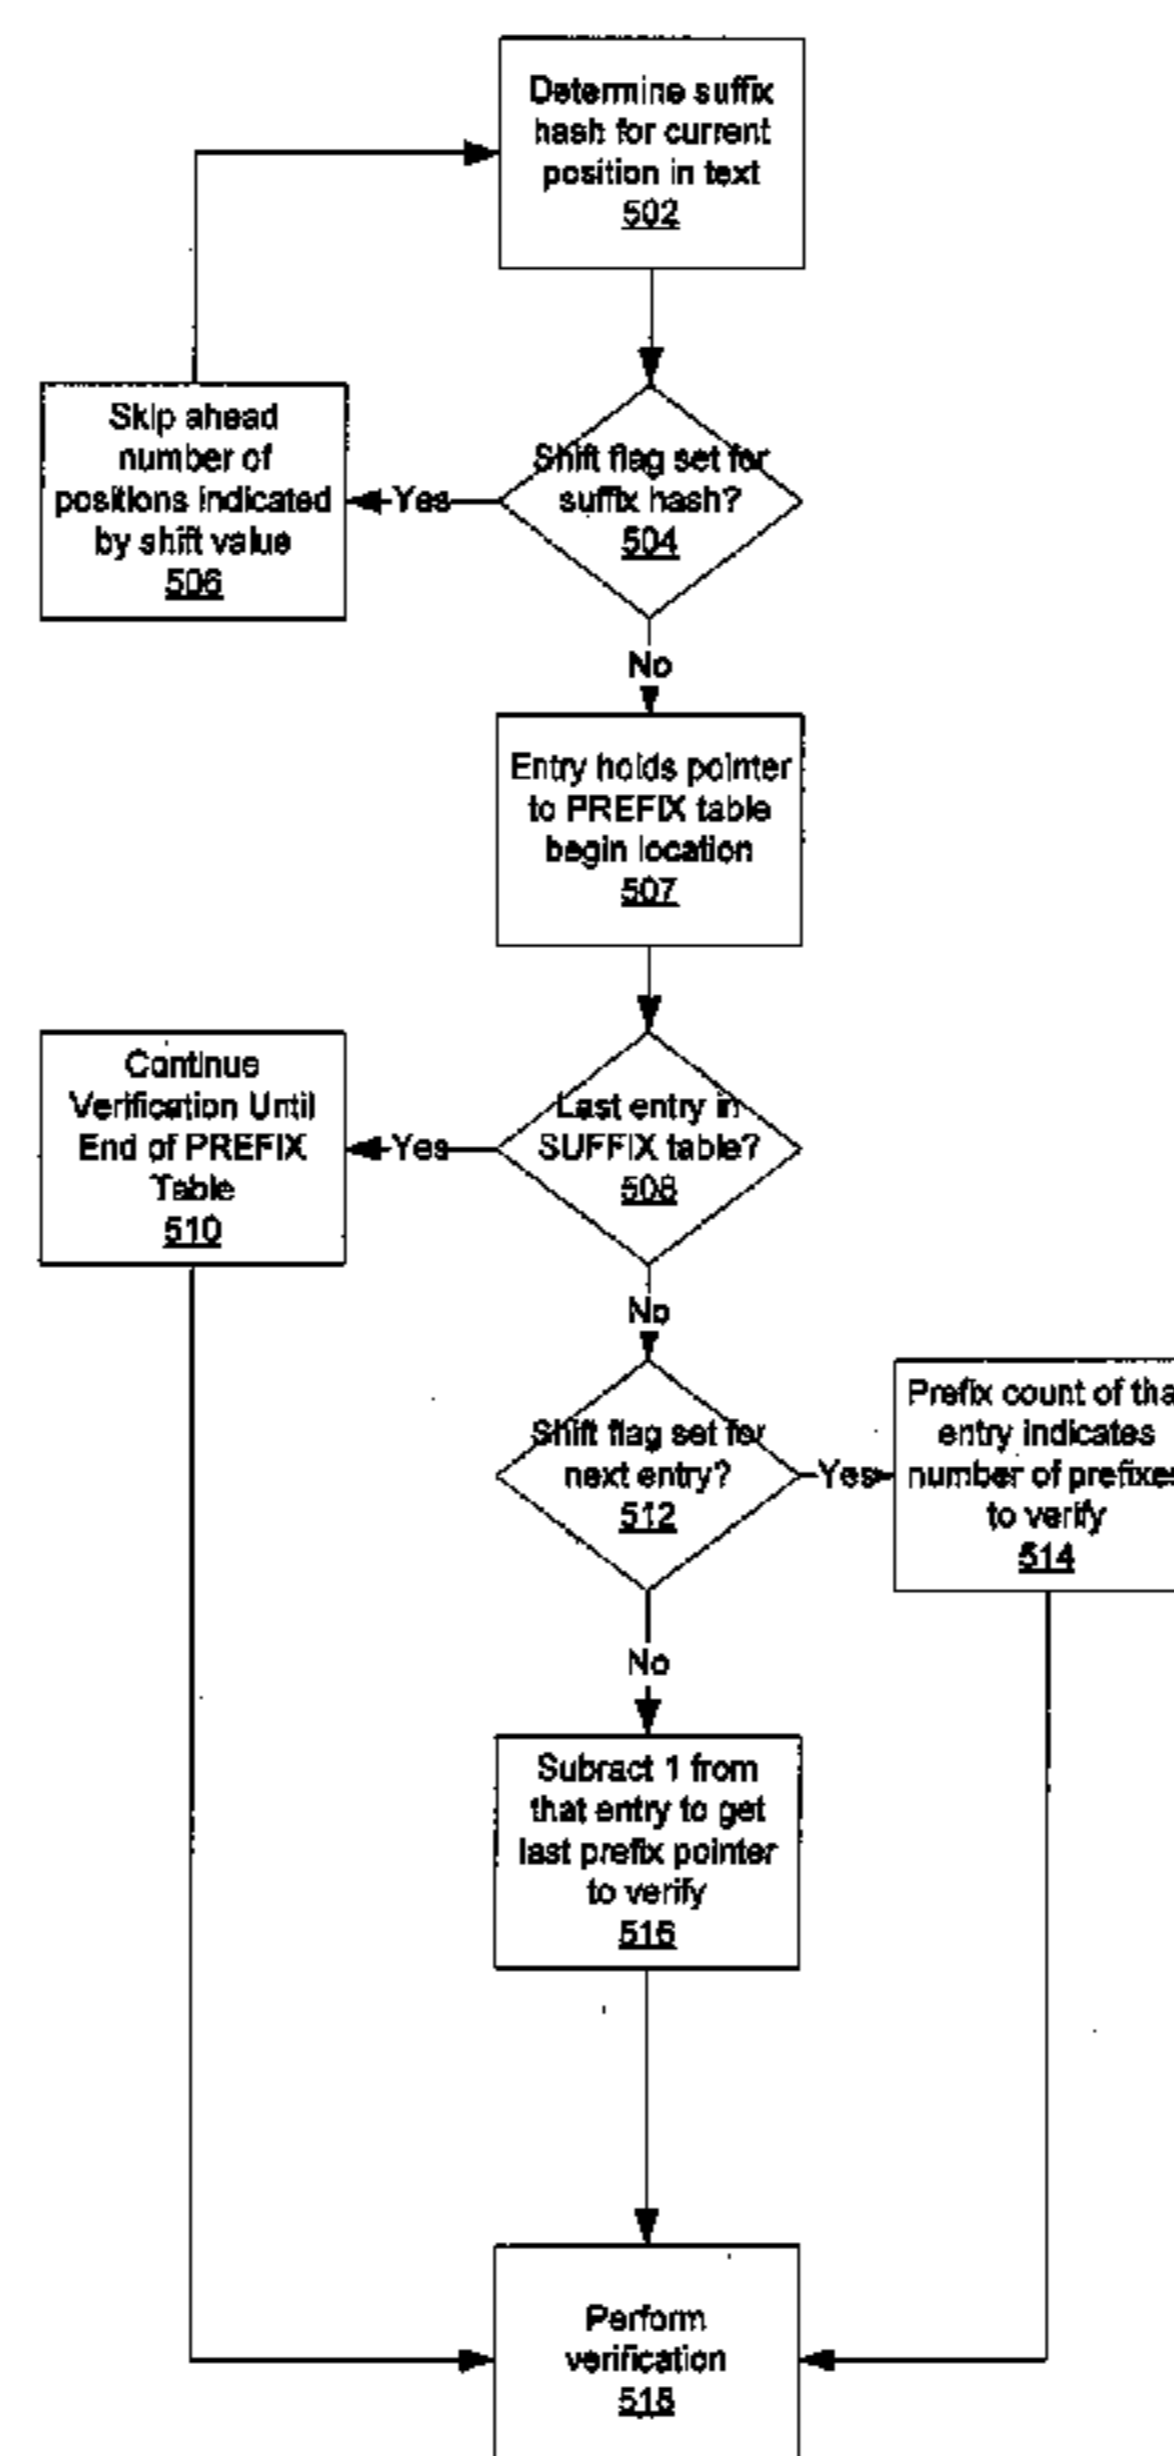 Determine suffix
hash for current
position in text
502
Skip ahead
number of
positions indicated
by shift value
506
Yes
Shift flag set for
suffix hash?
504
No
Entry holds pointer
to PREFIX table
begin location
507
Continue
Verification Until
End of PREFIX
Table
510
Yes
Last entry in
SUFFIX table?
508
No
Shift flag set for
next entry?
512
Yes
Prefix count of tha
entry indicates
number of prefixes
to verify
514
No
Subract 1 from
that entry to get
last prefix pointer
to verify
516
Perform
verification
518